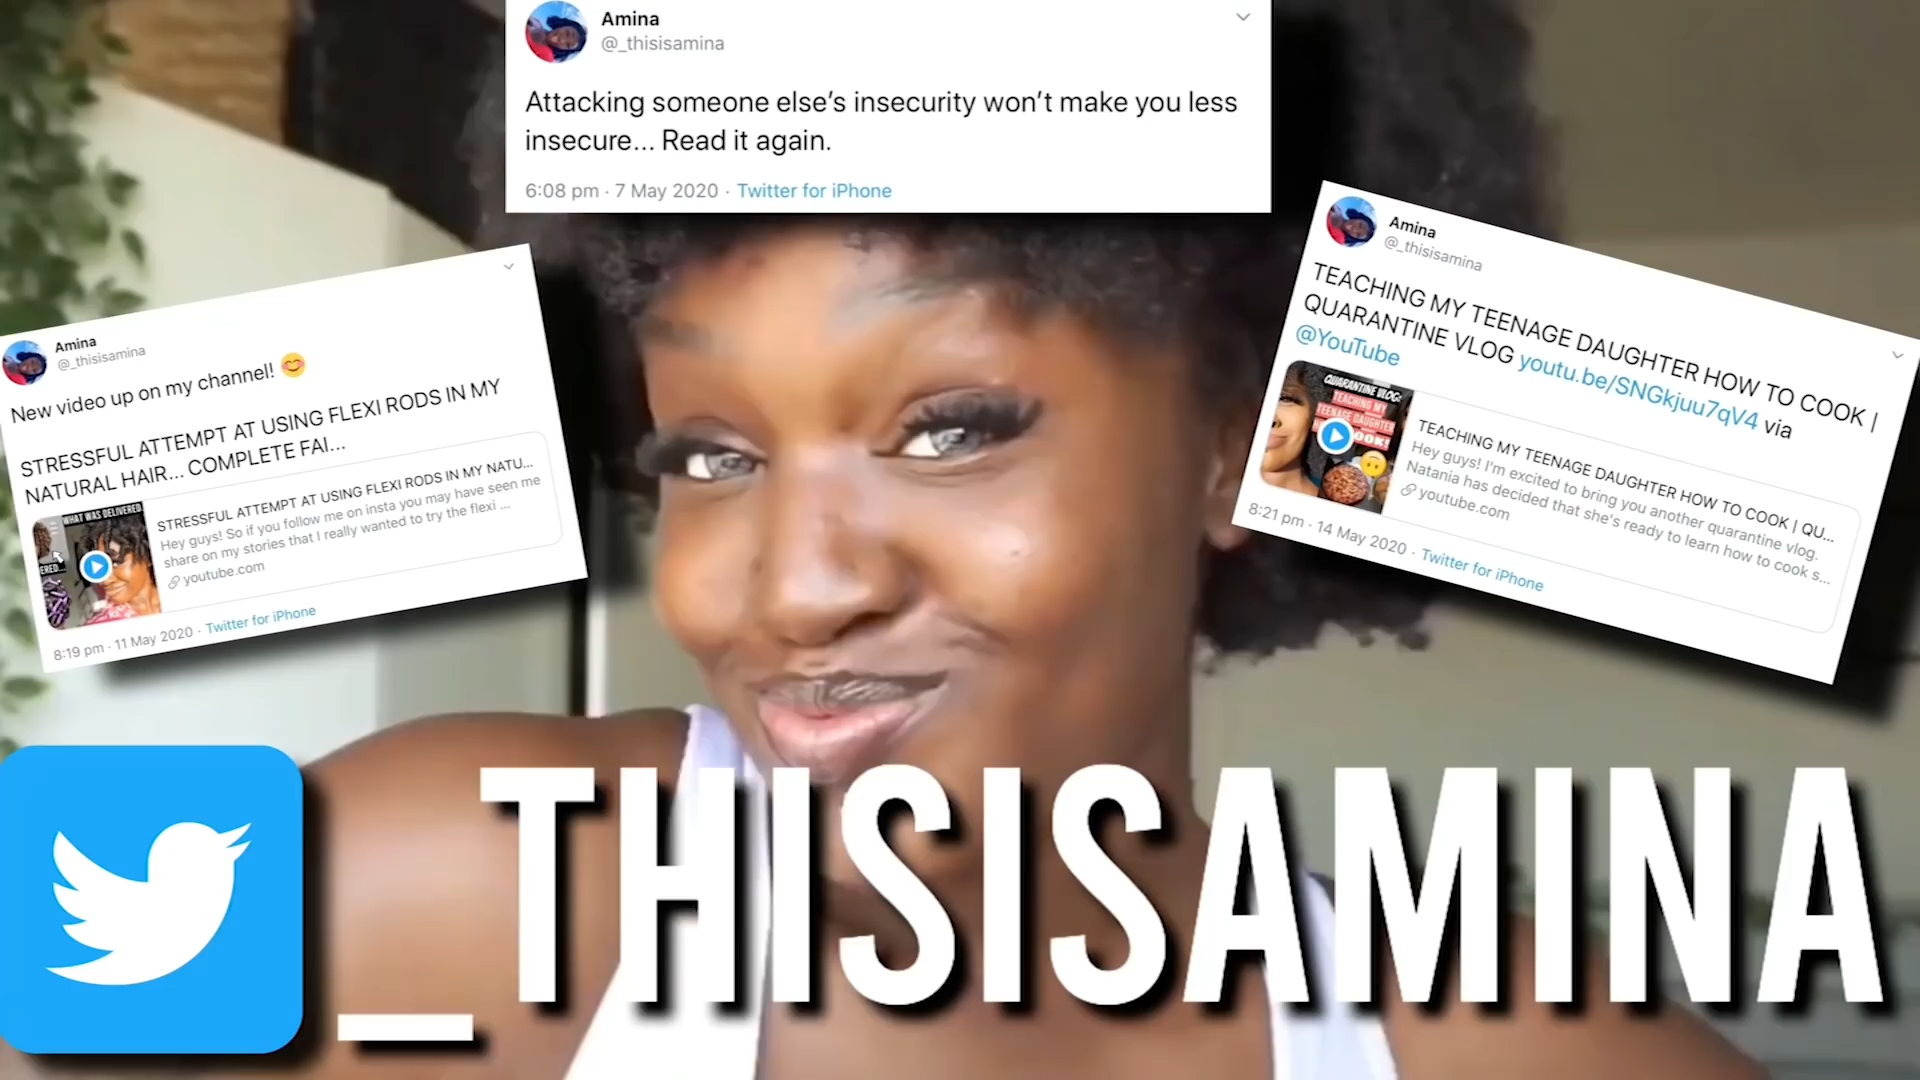 Amina
@_thisisamina
Attacking someone else's insecurity won't make you less
insecure... Read it again.
6:08 pm · 7 May 2020 · Twitter for iPhone
Amina
@_thisisamina
New video up on my channel! 😊
STRESSFUL ATTEMPT AT USING FLEXI RODS IN MY
NATURAL HAIR... COMPLETE FAI...
WHAT WAS DELIVERED
STRESSFUL ATTEMPT AT USING FLEXI RODS IN MY NATU...
Hey guys! So if you follow me on insta you may have seen me
share on my stories that I really wanted to try the flexi ...
youtube.com
8:19 pm · 11 May 2020 · Twitter for iPhone
Amina
@_thisisamina
TEACHING MY TEENAGE DAUGHTER HOW TO COOK |
QUARANTINE VLOG youtu.be/SNGkjuu7qV4 via
@YouTube
QUARANTINE VLOG:
TEACHING MY
TEENAGE DAUGHTER
TEACHING MY TEENAGE DAUGHTER HOW TO COOK | QU...
Hey guys! I'm excited to bring you another quarantine vlog.
Natania has decided that she's ready to learn how to cook s...
youtube.com
8:21 pm · 14 May 2020 · Twitter for iPhone
_THISISAMINA